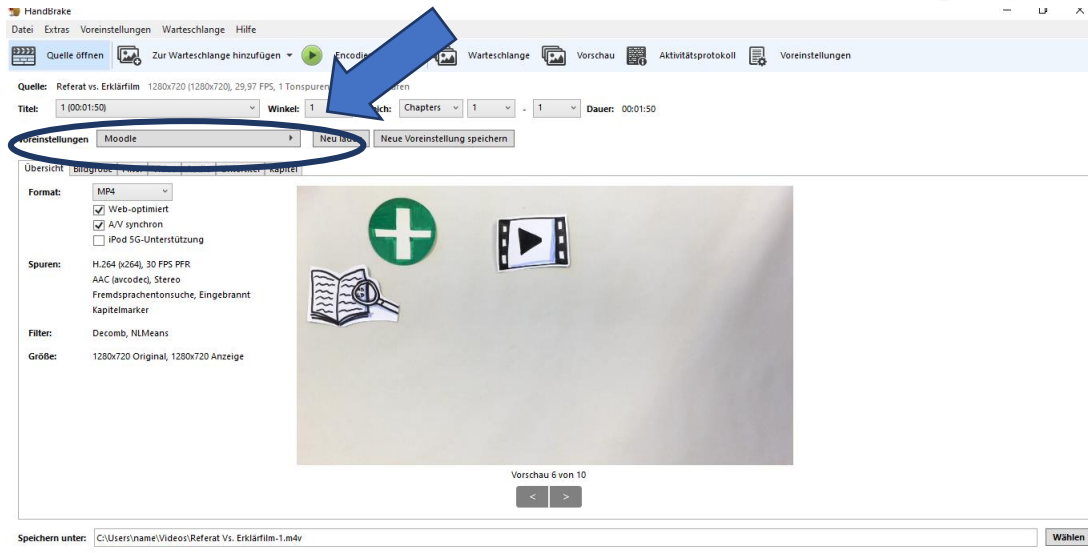 HandBrake
Datei Extras Voreinstellungen Warteschlange Hilfe
Quelle öffnen Zur Warteschlange hinzufügen Warteschlange Vorschau Aktivitätsprotokoll Voreinstellungen
Quelle: Referat vs. Erklärfilm 1280x720 (1280x720), 29,97 FPS, 1 Tonspuren
Titel: 1 (00:01:50) Winkel: 1 Chapters 1 - 1 Dauer: 00:01:50
Voreinstellungen Moodle Neu Neue Voreinstellung speichern
Übersicht Kapitel
Format: MP4
Web-optimiert
A/V synchron
iPod 5G-Unterstützung
Spuren: H.264 (x264), 30 FPS PFR
AAC (avcodec), Stereo
Fremdsprachentonsuche, Eingebrannt
Kapitelmarker
Filter: Decomb, NLMeans
Größe: 1280x720 Original, 1280x720 Anzeige
Vorschau 6 von 10
< >
Speichern unter: C:\Users\name\Videos\Referat Vs. Erklärfilm-1.m4v Wählen